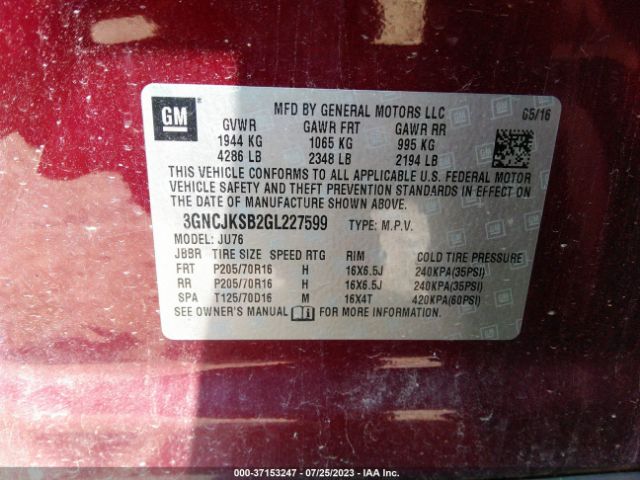 GM
MFD BY GENERAL MOTORS LLC 05/16
GVWR GAWR FRT GAWR RR
1944 KG 1065 KG 995 KG
4286 LB 2348 LB 2194 LB
THIS VEHICLE CONFORMS TO ALL APPLICABLE U.S. FEDERAL MOTOR
VEHICLE SAFETY AND THEFT PREVENTION STANDARDS IN EFFECT ON
THE DATE OF MANUFACTURE SHOWN ABOVE.
3GNCJKSB2GL227599 TYPE: M.P.V.
MODEL: JU76
JBBR TIRE SIZE SPEED RTG RIM COLD TIRE PRESSURE
FRT P205/70R16 H 16X6.5J 240KPA(35PSI)
RR P205/70R16 H 16X6.5J 240KPA(35PSI)
SPA T125/70D16 M 16X4T 420KPA(60PSI)
SEE OWNER'S MANUAL FOR MORE INFORMATION.
000-37153247 - 07/25/2023 - IAA Inc.